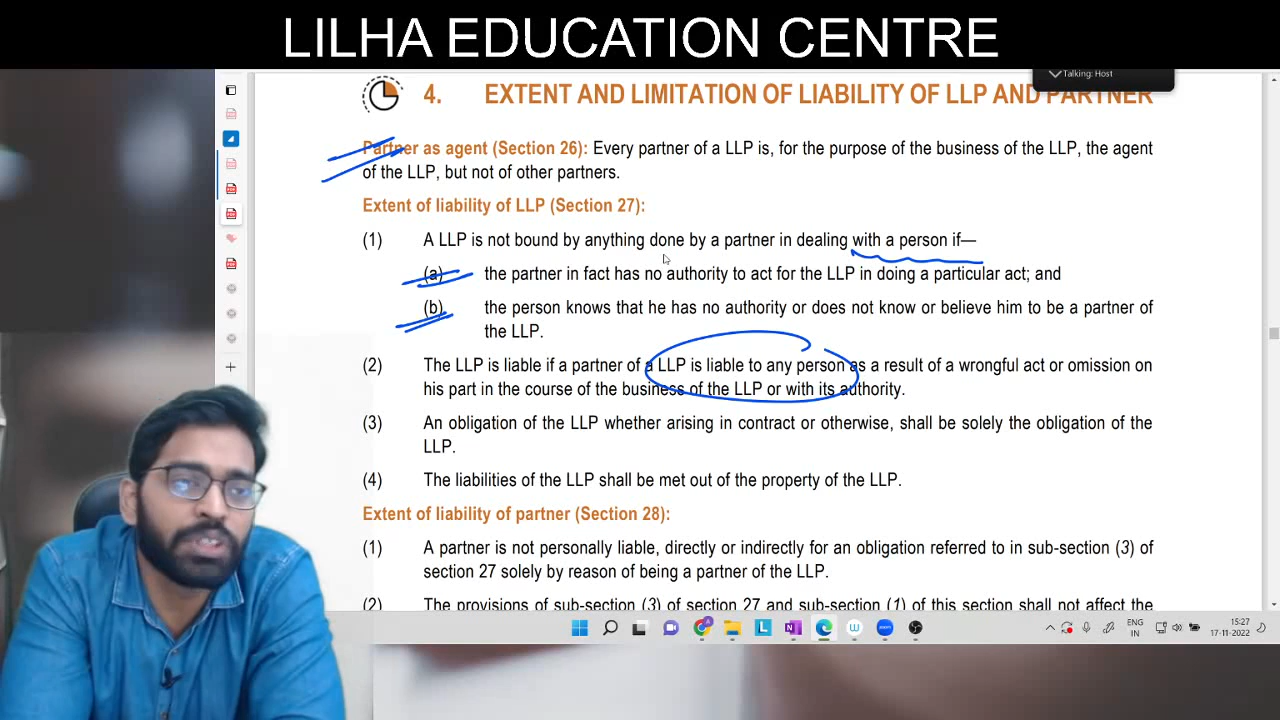 LILHA EDUCATION CENTRE
Talking: Host
4. EXTENT AND LIMITATION OF LIABILITY OF LLP AND PARTNER
Partner as agent (Section 26): Every partner of a LLP is, for the purpose of the business of the LLP, the agent
of the LLP, but not of other partners.
Extent of liability of LLP (Section 27):
(1) A LLP is not bound by anything done by a partner in dealing with a person if—
(a) the partner in fact has no authority to act for the LLP in doing a particular act; and
(b) the person knows that he has no authority or does not know or believe him to be a partner of
the LLP.
(2) The LLP is liable if a partner of a LLP is liable to any person as a result of a wrongful act or omission on
his part in the course of the business of the LLP or with its authority.
(3) An obligation of the LLP whether arising in contract or otherwise, shall be solely the obligation of the
LLP.
(4) The liabilities of the LLP shall be met out of the property of the LLP.
Extent of liability of partner (Section 28):
(1) A partner is not personally liable, directly or indirectly for an obligation referred to in sub-section (3) of
section 27 solely by reason of being a partner of the LLP.
(2) The provisions of sub-section (3) of section 27 and sub-section (1) of this section shall not affect the
ENG
IN
15:27
17-11-2022